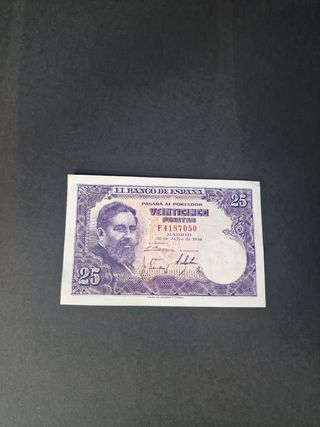 EL BANCO DE ESPAÑA
PAGARÁ AL PORTADOR
25
VEINTICINCO
PESETAS
F4187050
MADRID
22 de Julio de 1954
25